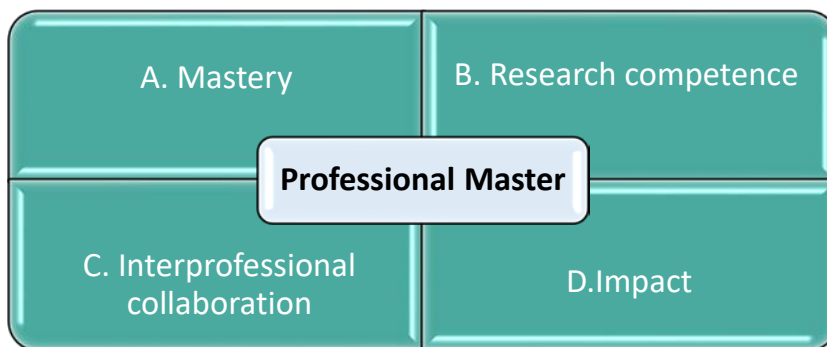 A. Mastery
B. Research competence
Professional Master
C. Interprofessional
collaboration
D.Impact